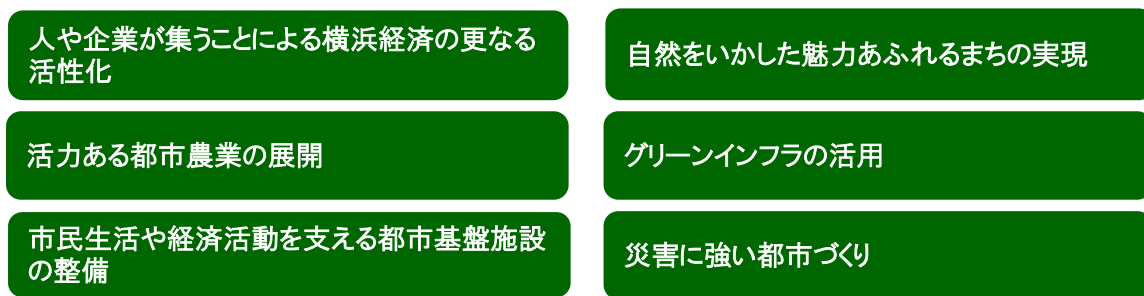 人や企業が集うことによる横浜経済の更なる
活性化
自然をいかした魅力あふれるまちの実現
活力ある都市農業の展開
グリーンインフラの活用
市民生活や経済活動を支える都市基盤施設
の整備
災害に強い都市づくり